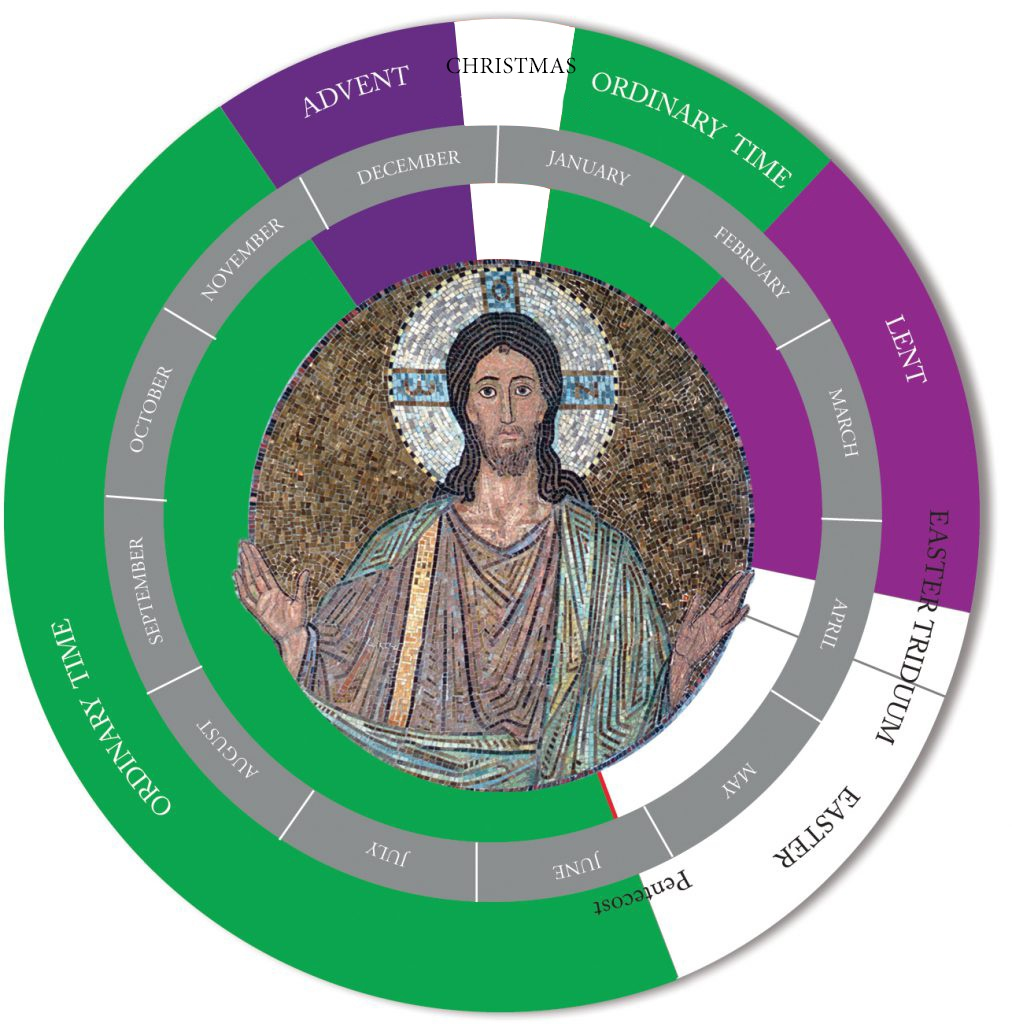 CHRISTMAS
ORDINARY TIME
LENT
EASTER TRIDUUM
EASTER
Pentecost
ORDINARY TIME
ADVENT
JANUARY
FEBRUARY
MARCH
APRIL
MAY
JUNE
JULY
AUGUST
SEPTEMBER
OCTOBER
NOVEMBER
DECEMBER